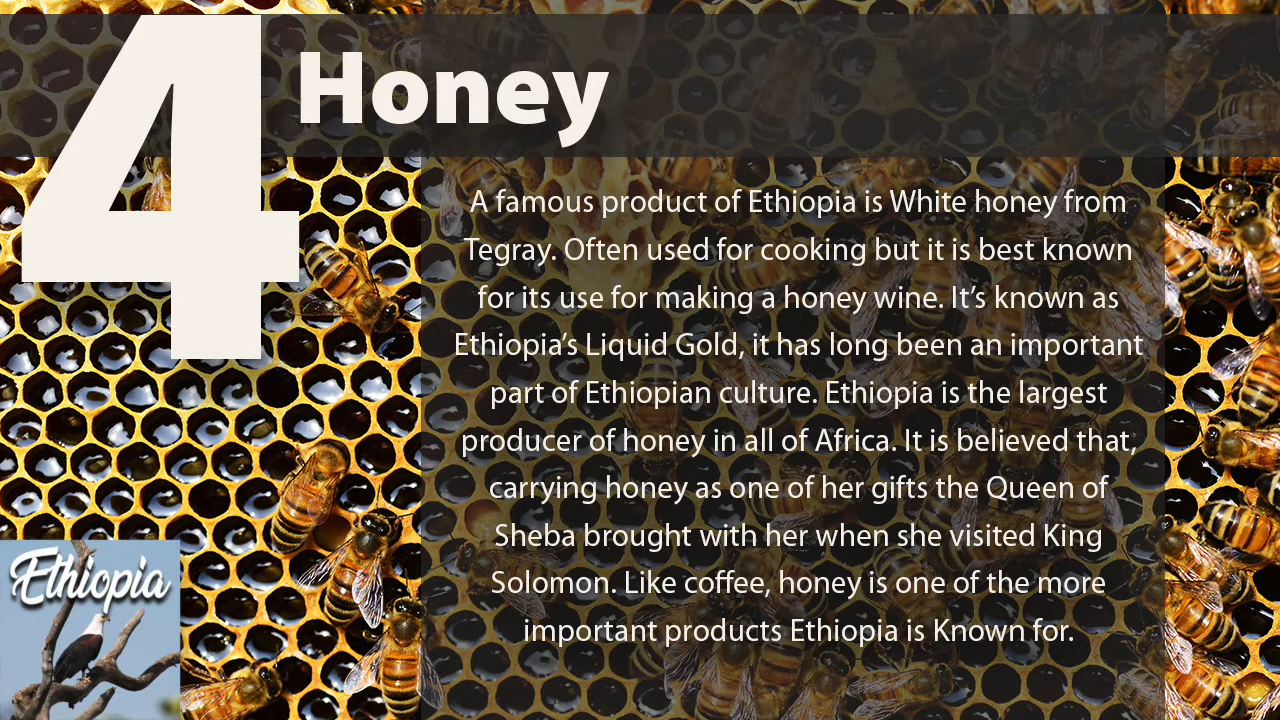 4
Honey
A famous product of Ethiopia is White honey from
Tegray. Often used for cooking but it is best known
for its use for making a honey wine. It’s known as
Ethiopia’s Liquid Gold, it has long been an important
part of Ethiopian culture. Ethiopia is the largest
producer of honey in all of Africa. It is believed that,
carrying honey as one of her gifts the Queen of
Sheba brought with her when she visited King
Solomon. Like coffee, honey is one of the more
important products Ethiopia is Known for.
Ethiopia